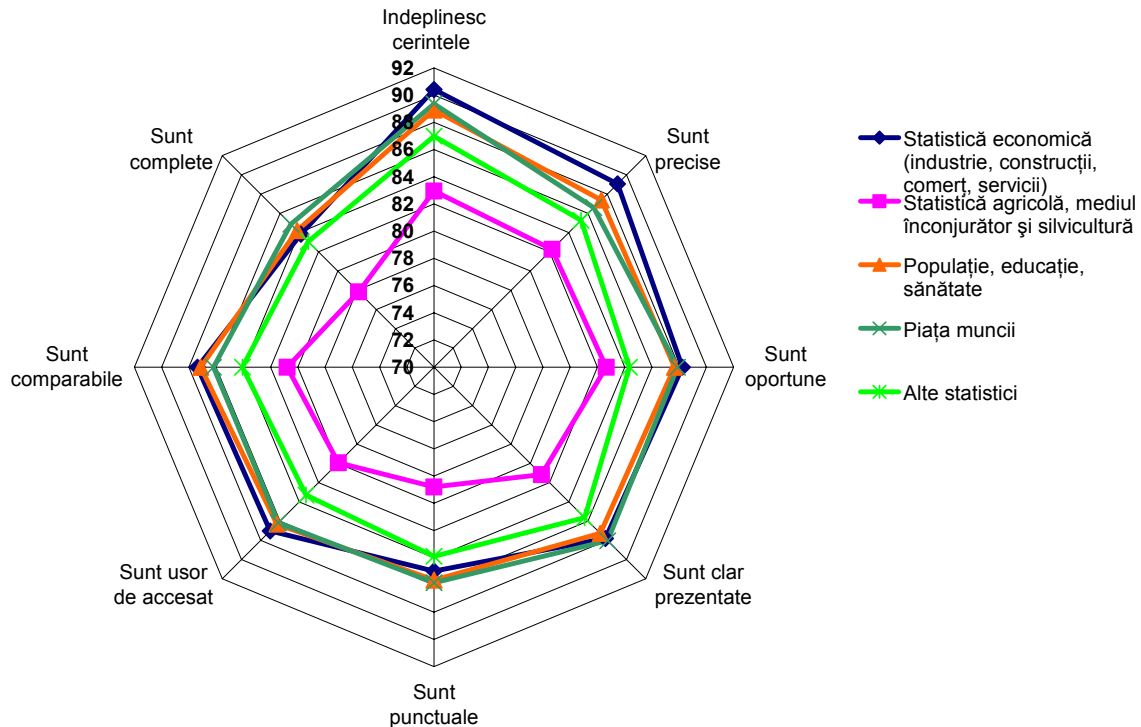 Indeplinesc
cerintele
92
90
88
86
84
82
80
78
76
74
72
70
Sunt
precise
Sunt
oportune
Sunt clar
prezentate
Sunt
punctuale
Sunt usor
de accesat
Sunt
comparabile
Sunt
complete
Statistică economică
(industrie, construcții,
comerț, servicii)
Statistică agricolă, mediul
înconjurător şi silvicultură
Populație, educație,
sănătate
Piața muncii
Alte statistici